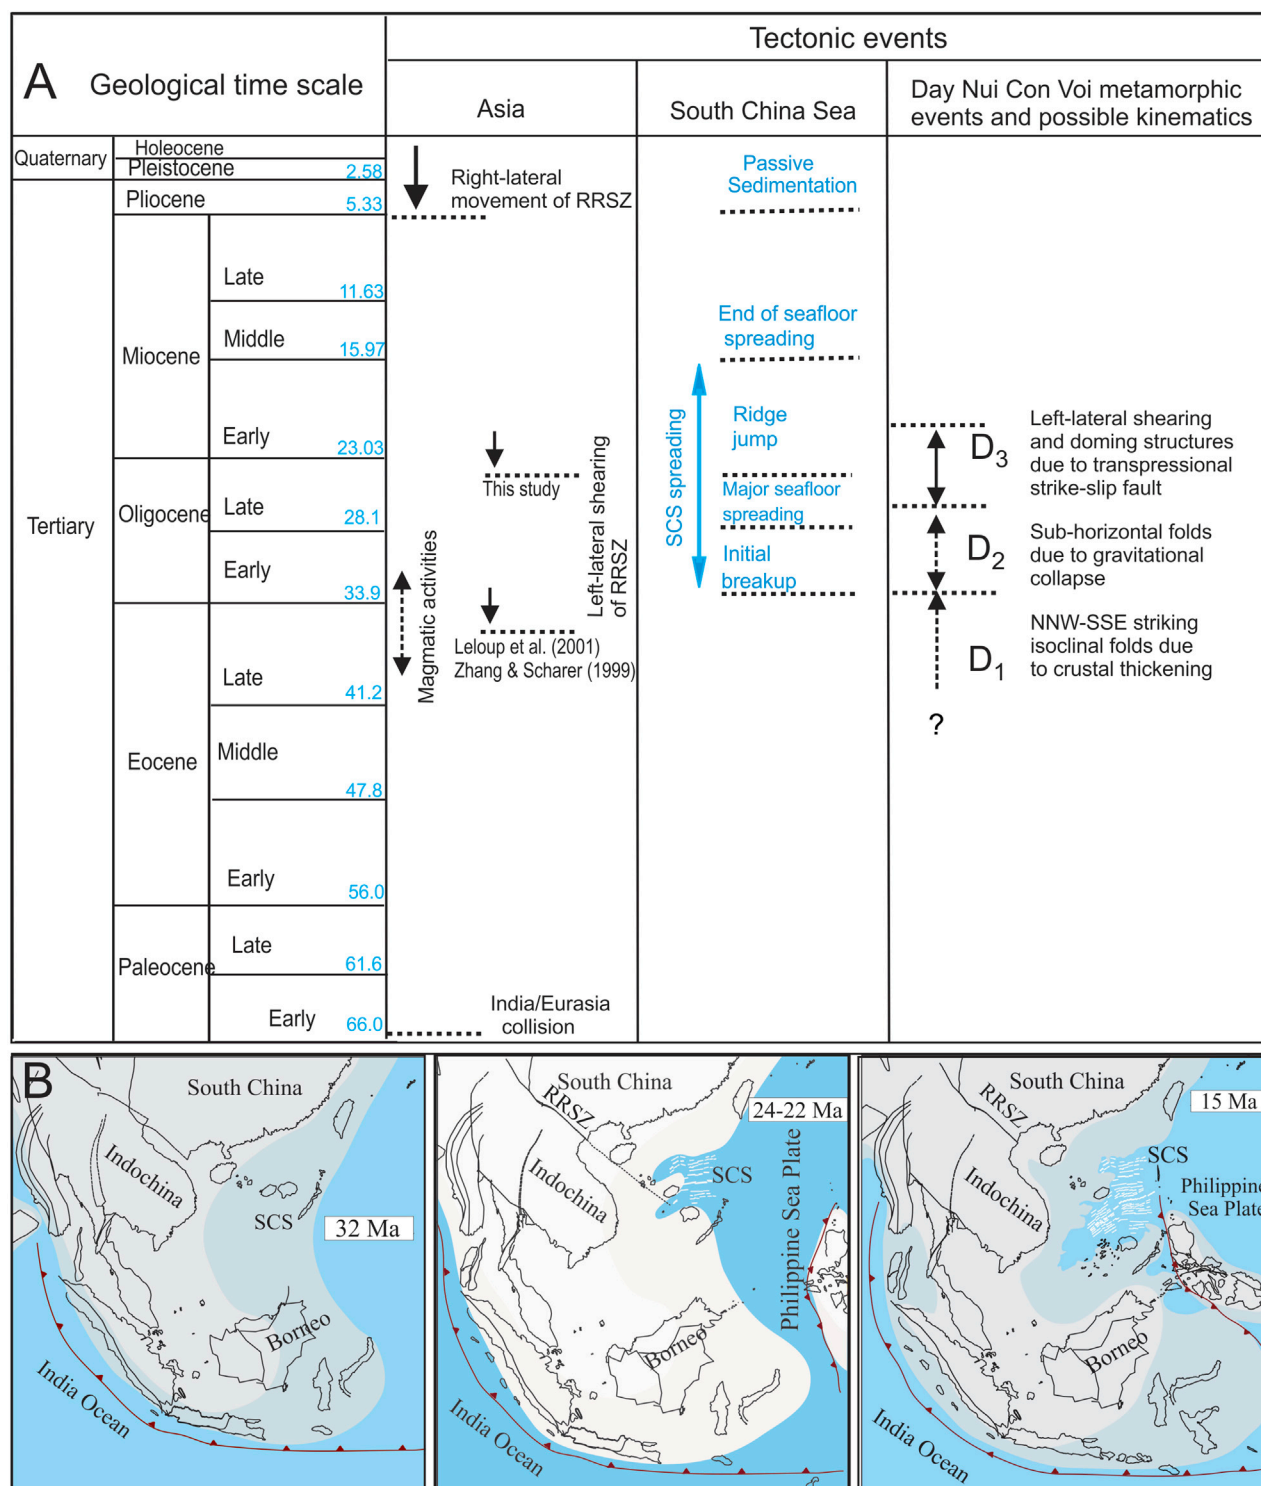 A
Geological time scale
Tectonic events
Asia
South China Sea
Day Nui Con Voi metamorphic
events and possible kinematics
Quaternary
Holeocene
Pleistocene
2.58
Tertiary
Pliocene
5.33
Miocene
Late
11.63
Middle
15.97
Early
23.03
Oligocene
Late
28.1
Early
33.9
Eocene
Late
41.2
Middle
47.8
Early
56.0
Paleocene
Late
61.6
Early
66.0
Right-lateral
movement of RRSZ
This study
Left-lateral shearing
of RRSZ
Magmatic activities
Leloup et al. (2001)
Zhang & Scharer (1999)
India/Eurasia
collision
Passive
Sedimentation
End of seafloor
spreading
SCS spreading
Ridge
jump
Major seafloor
spreading
Initial
breakup
D3
Left-lateral shearing
and doming structures
due to transpressional
strike-slip fault
D2
Sub-horizontal folds
due to gravitational
collapse
D1
NNW-SSE striking
isoclinal folds due
to crustal thickening
?
B
South China
Indochina
SCS
32 Ma
Borneo
India Ocean
South China
RRSZ
24-22 Ma
Indochina
SCS
Philippine Sea Plate
Borneo
India Ocean
South China
RRSZ
15 Ma
SCS
Indochina
Philippine
Sea Plate
Borneo
India Ocean